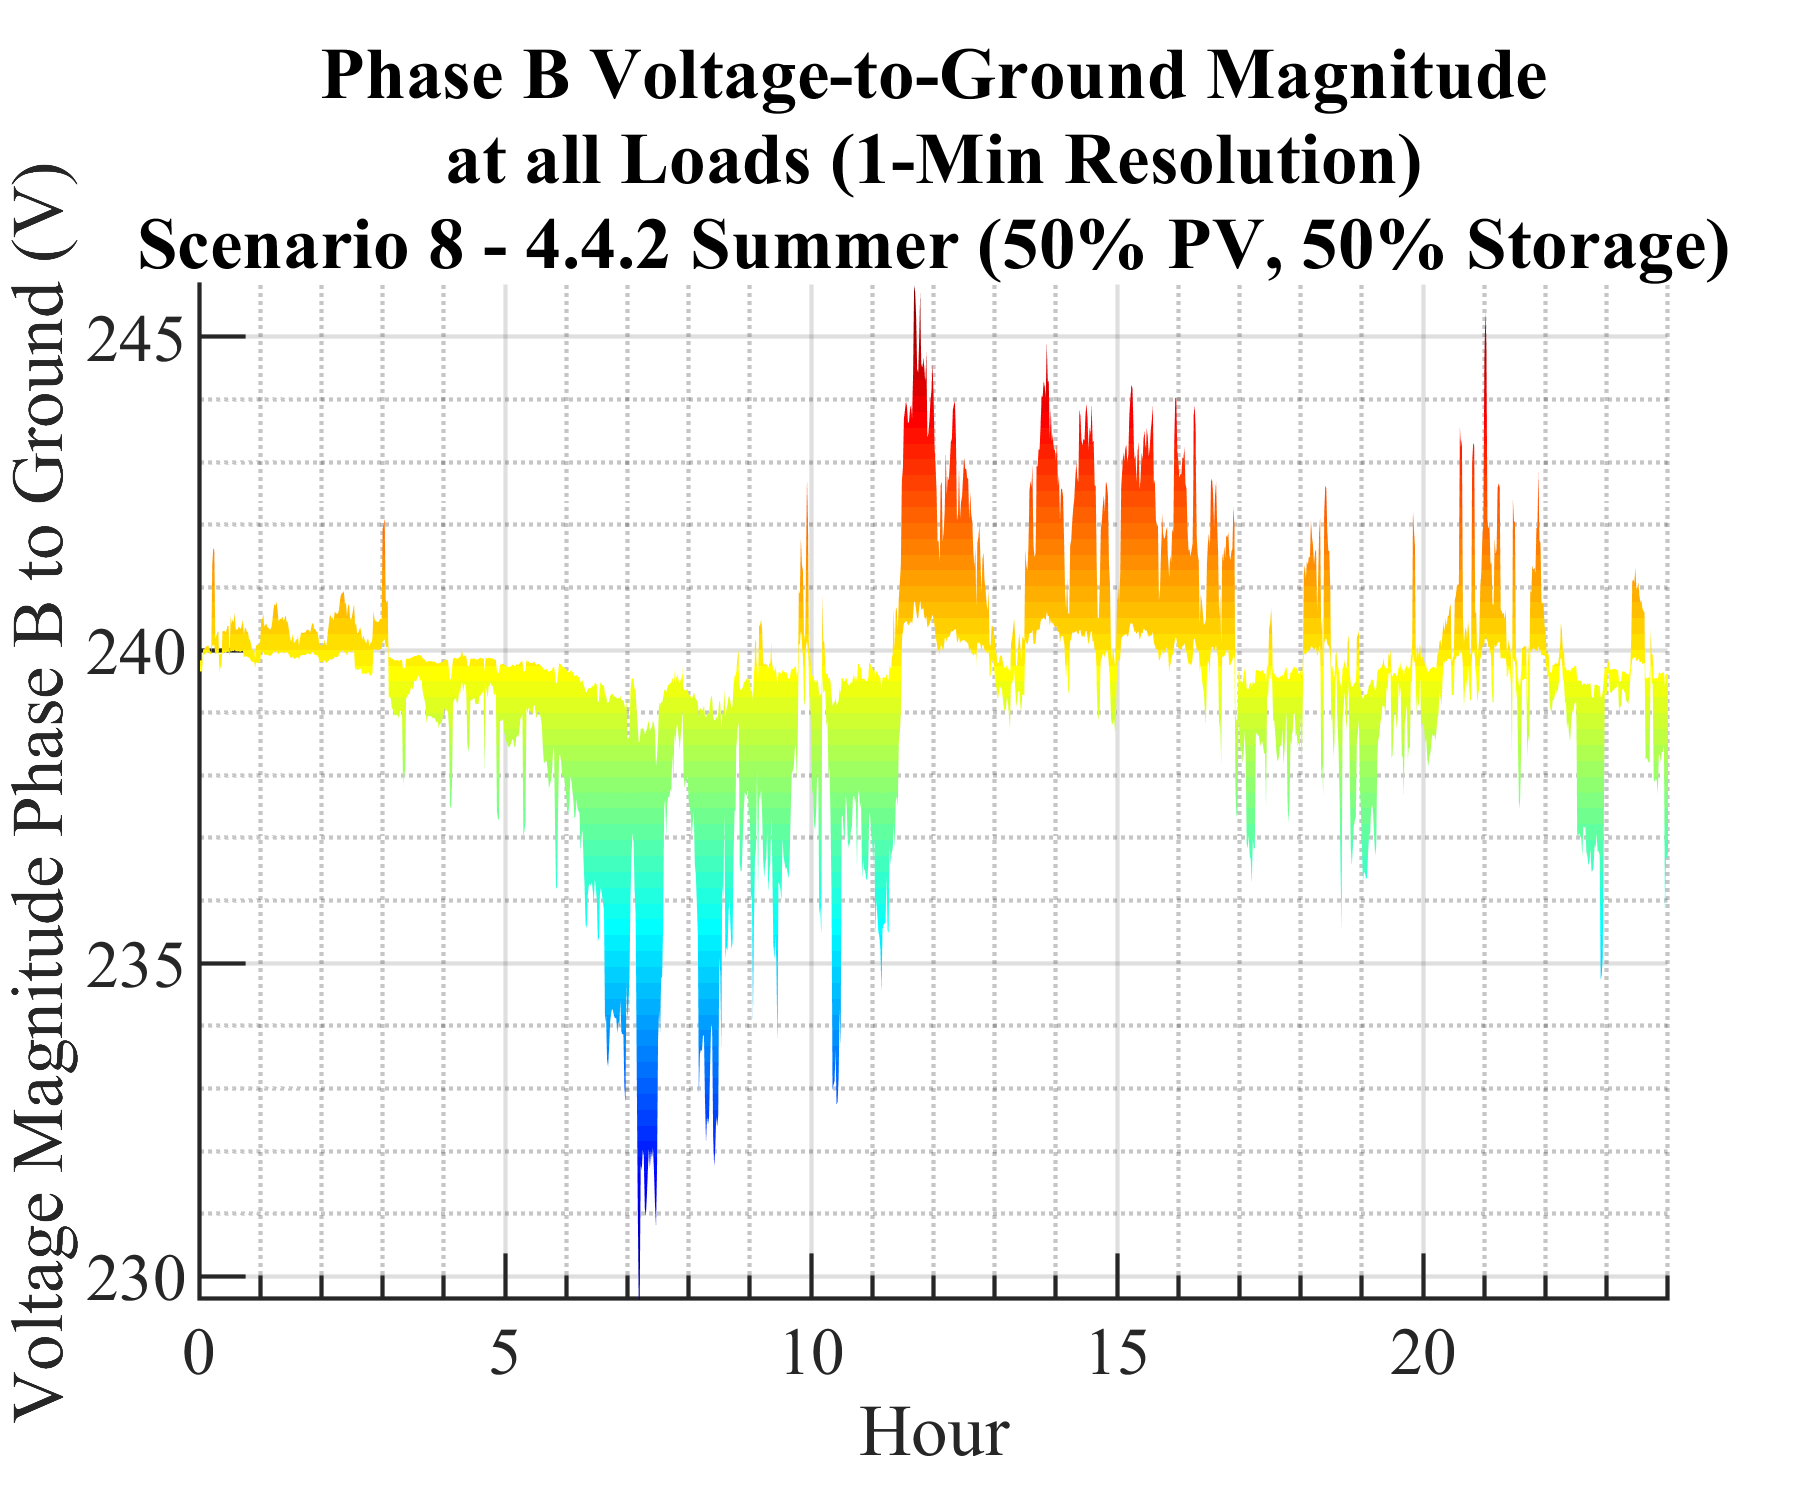 Phase B Voltage-to-Ground Magnitude
at all Loads (1-Min Resolution)
Scenario 8 - 4.4.2 Summer (50% PV, 50% Storage)
Voltage Magnitude Phase B to Ground (V)
245
240
235
230
0 5 10 15 20
Hour